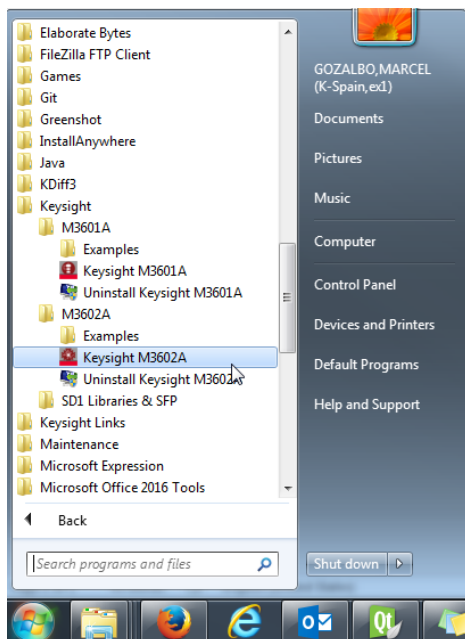 Elaborate Bytes
FileZilla FTP Client
Games
Git
Greenshot
InstallAnywhere
Java
KDiff3
Keysight
M3601A
Examples
Keysight M3601A
Uninstall Keysight M3601A
M3602A
Examples
Keysight M3602A
Uninstall Keysight M3602A
SD1 Libraries & SFP
Keysight Links
Maintenance
Microsoft Expression
Microsoft Office 2016 Tools
Back
Search programs and files
GOZALBO,MARCEL
(K-Spain,ex1)
Documents
Pictures
Music
Computer
Control Panel
Devices and Printers
Default Programs
Help and Support
Shut down
Qt